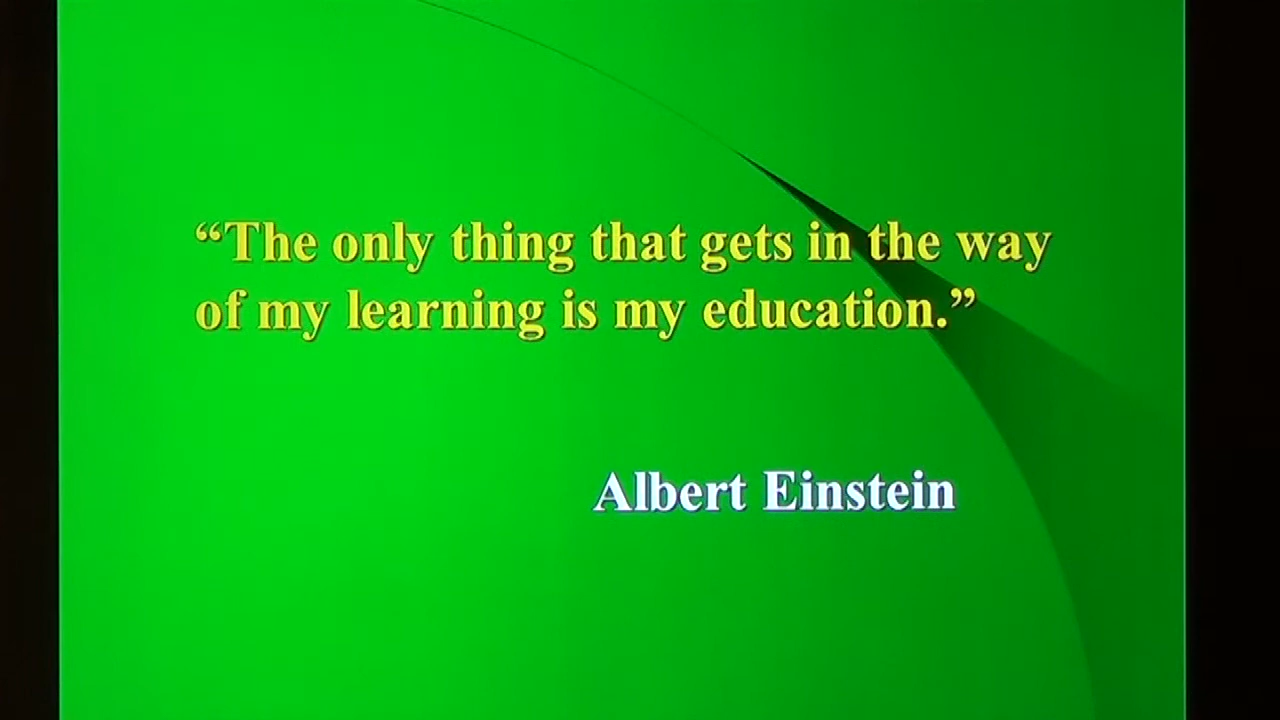 “The only thing that gets in the way
of my learning is my education.”
Albert Einstein